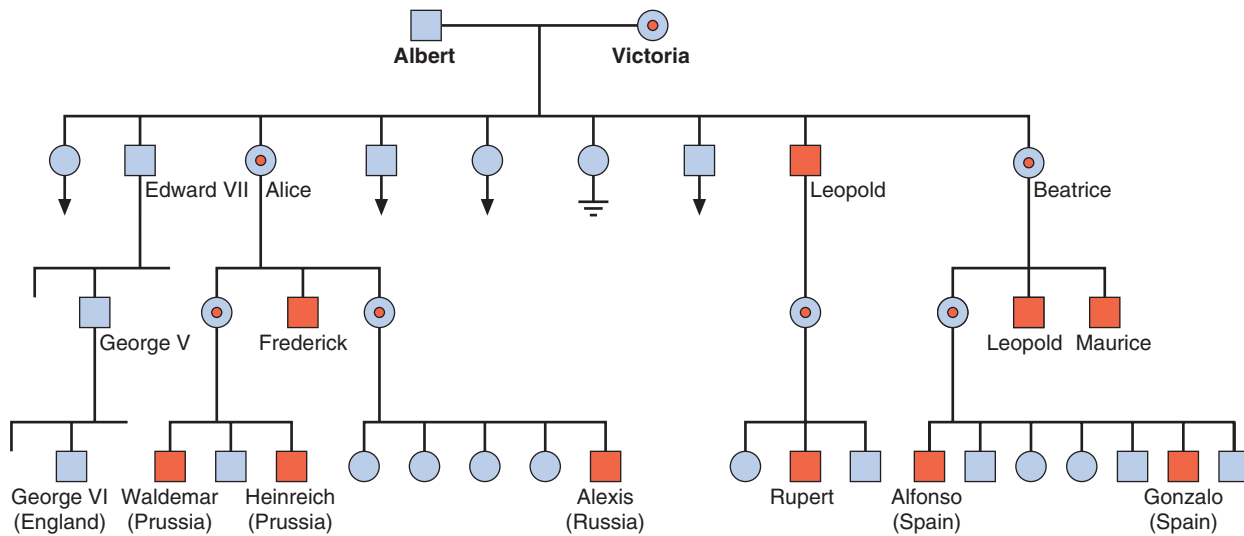 Albert
Victoria
Edward VII
Alice
Leopold
Beatrice
George V
Frederick
Leopold
Maurice
George VI
(England)
Waldemar
(Prussia)
Heinreich
(Prussia)
Alexis
(Russia)
Rupert
Alfonso
(Spain)
Gonzalo
(Spain)